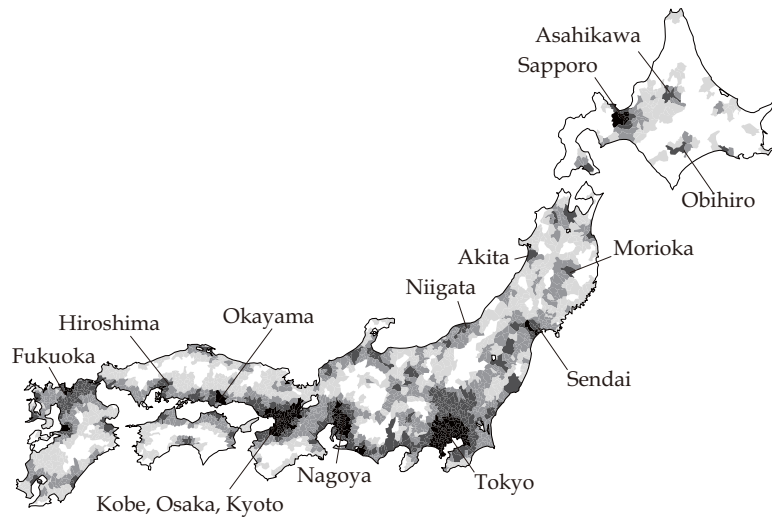 Asahikawa
Sapporo
Obihiro
Akita
Morioka
Niigata
Okayama
Hiroshima
Fukuoka
Sendai
Nagoya
Tokyo
Kobe, Osaka, Kyoto